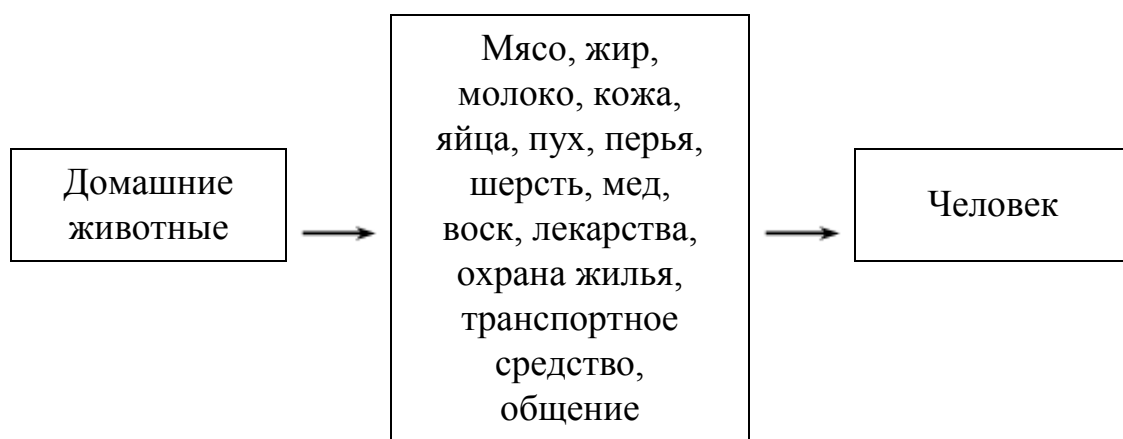 Домашние
животные
Мясо, жир,
молоко, кожа,
яйца, пух, перья,
шерсть, мед,
воск, лекарства,
охрана жилья,
транспортное
средство,
общение
Человек